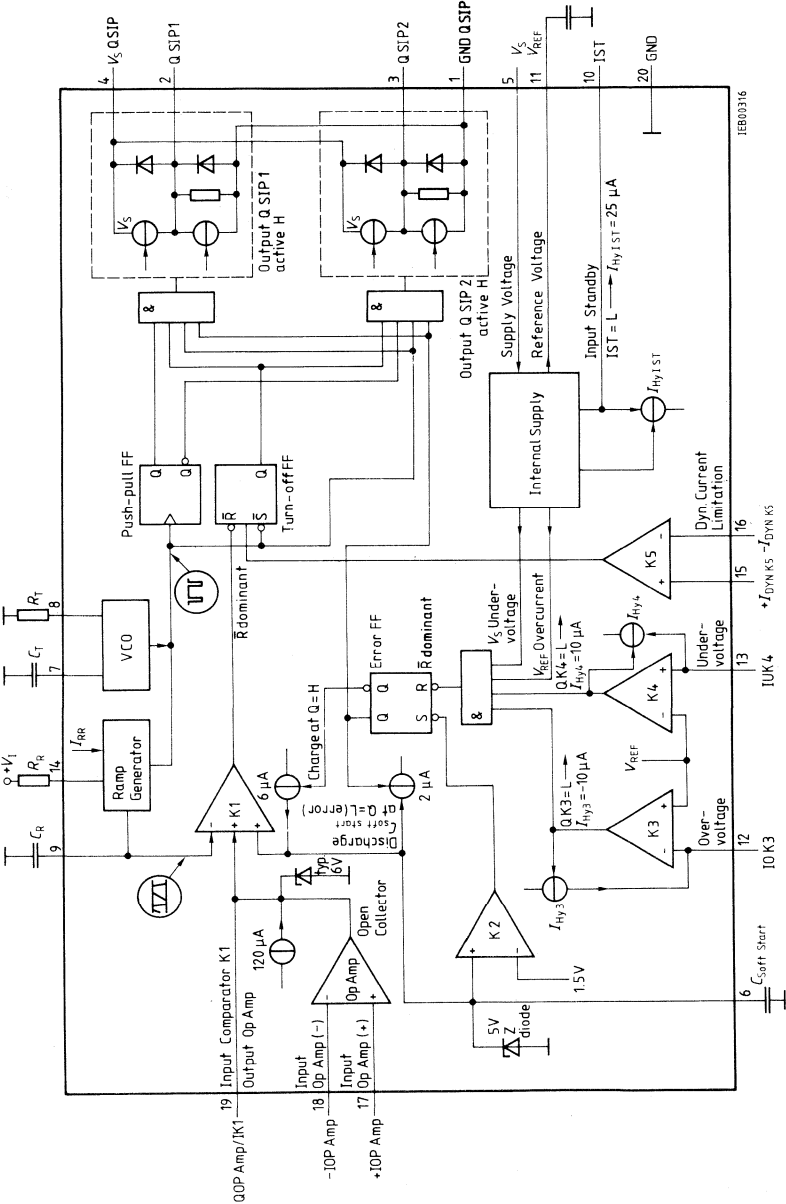 4 Vs QSIP
2 QSIP1
3 QSIP2
1 GND QSIP
5 Vs
11 VREF
10 IST
20 GND
IEB00316
Vs
Output Q SIP1
active H
Vs
Output Q SIP 2
active H
&
&
Supply Voltage
Reference Voltage
Input Standby
IST = L → IHy IST = 25 µA
Push-pull FF
Q
Q
R̅
S̅
Q
Turn-off FF
Internal Supply
IHy IST
RT
8
CT
7
VCO
R̅ dominant
K5
Dyn. Current
Limitation
16
-IDYN K5
15
+IDYN K5
+VI
RR
14
IRR
Ramp
Generator
CR
9
K1
-
+
+
Charge at Q = H
6 µA
Discharge
Csoft start
at Q = L (error)
2 µA
Error FF
Q
Q
S
R
R̅ dominant
&
Vs Under-
voltage
VREF Overcurrent
QK4 = L →
IHy4 = 10 µA
IHy4
K4
-
+
Under-
voltage
13
IUK4
VREF
QK3 = L →
IHy3 = -10 µA
K3
-
+
IHy3
Over-
voltage
12
IO K3
typ.
6V
120 µA
Open
Collector
Op Amp
-
+
K2
+
-
1.5V
5V
Z
diode
6
CSoft Start
QOP Amp/IK1
19 Input Comparator K1
Output Op Amp
-IOP Amp
18 Input
Op Amp (-)
+IOP Amp
17 Input
Op Amp (+)